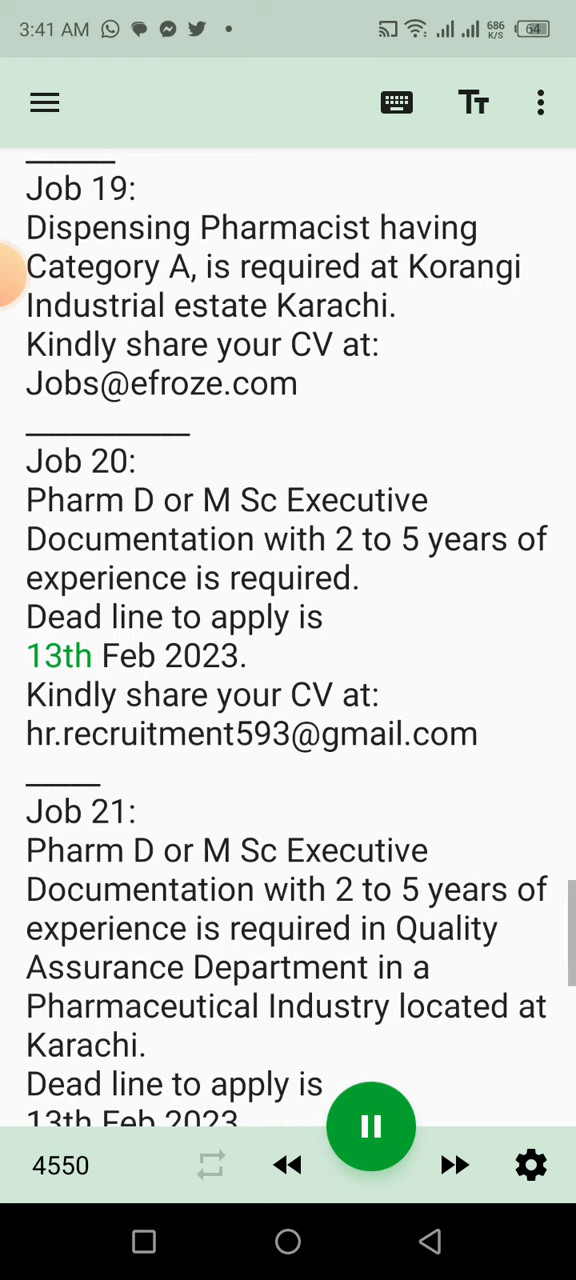 3:41 AM
686
K/S
64
TT
Job 19:
Dispensing Pharmacist having
Category A, is required at Korangi
Industrial estate Karachi.
Kindly share your CV at:
Jobs@efroze.com
Job 20:
Pharm D or M Sc Executive
Documentation with 2 to 5 years of
experience is required.
Dead line to apply is
13th Feb 2023.
Kindly share your CV at:
hr.recruitment593@gmail.com
Job 21:
Pharm D or M Sc Executive
Documentation with 2 to 5 years of
experience is required in Quality
Assurance Department in a
Pharmaceutical Industry located at
Karachi.
Dead line to apply is
13th Feb 2023
4550